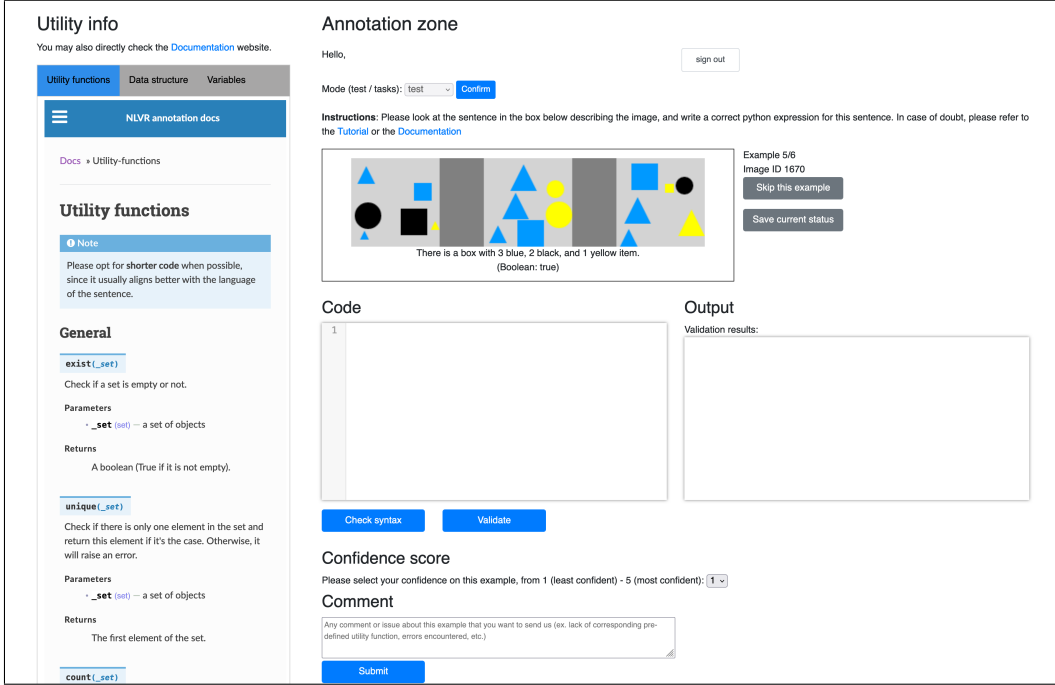 Utility info
You may also directly check the Documentation website.
Utility functions Data structure Variables
NLVR annotation docs
Docs » Utility-functions
Utility functions
Note
Please opt for shorter code when possible,
since it usually aligns better with the language
of the sentence.
General
exist(_set)
Check if a set is empty or not.
Parameters
• _set (set) – a set of objects
Returns
A boolean (True if it is not empty).
unique(_set)
Check if there is only one element in the set and
return this element if it's the case. Otherwise, it
will raise an error.
Parameters
• _set (set) – a set of objects
Returns
The first element of the set.
count(_set)
Annotation zone
Hello,
sign out
Mode (test / tasks): test Confirm
Instructions: Please look at the sentence in the box below describing the image, and write a correct python expression for this sentence. In case of doubt, please refer to
the Tutorial or the Documentation
There is a box with 3 blue, 2 black, and 1 yellow item.
(Boolean: true)
Example 5/6
Image ID 1670
Skip this example
Save current status
Code
1
Check syntax Validate
Output
Validation results:
Confidence score
Please select your confidence on this example, from 1 (least confident) - 5 (most confident): 1
Comment
Any comment or issue about this example that you want to send us (ex. lack of corresponding pre-
defined utility function, errors encountered, etc.)
Submit